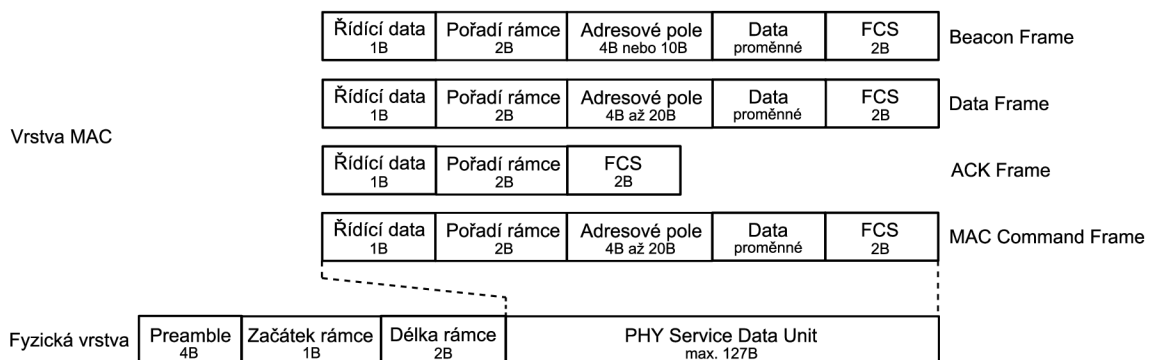 Řídící data Pořadí rámce Adresové pole Data FCS
1B 2B 4B nebo 10B proměnné 2B
Beacon Frame
Řídící data Pořadí rámce Adresové pole Data FCS
1B 2B 4B až 20B proměnné 2B
Data Frame
Vrstva MAC
Řídící data Pořadí rámce FCS
1B 2B 2B
ACK Frame
Řídící data Pořadí rámce Adresové pole Data FCS
1B 2B 4B až 20B proměnné 2B
MAC Command Frame
Fyzická vrstva
Preamble Začátek rámce Délka rámce PHY Service Data Unit
4B 1B 2B max. 127B